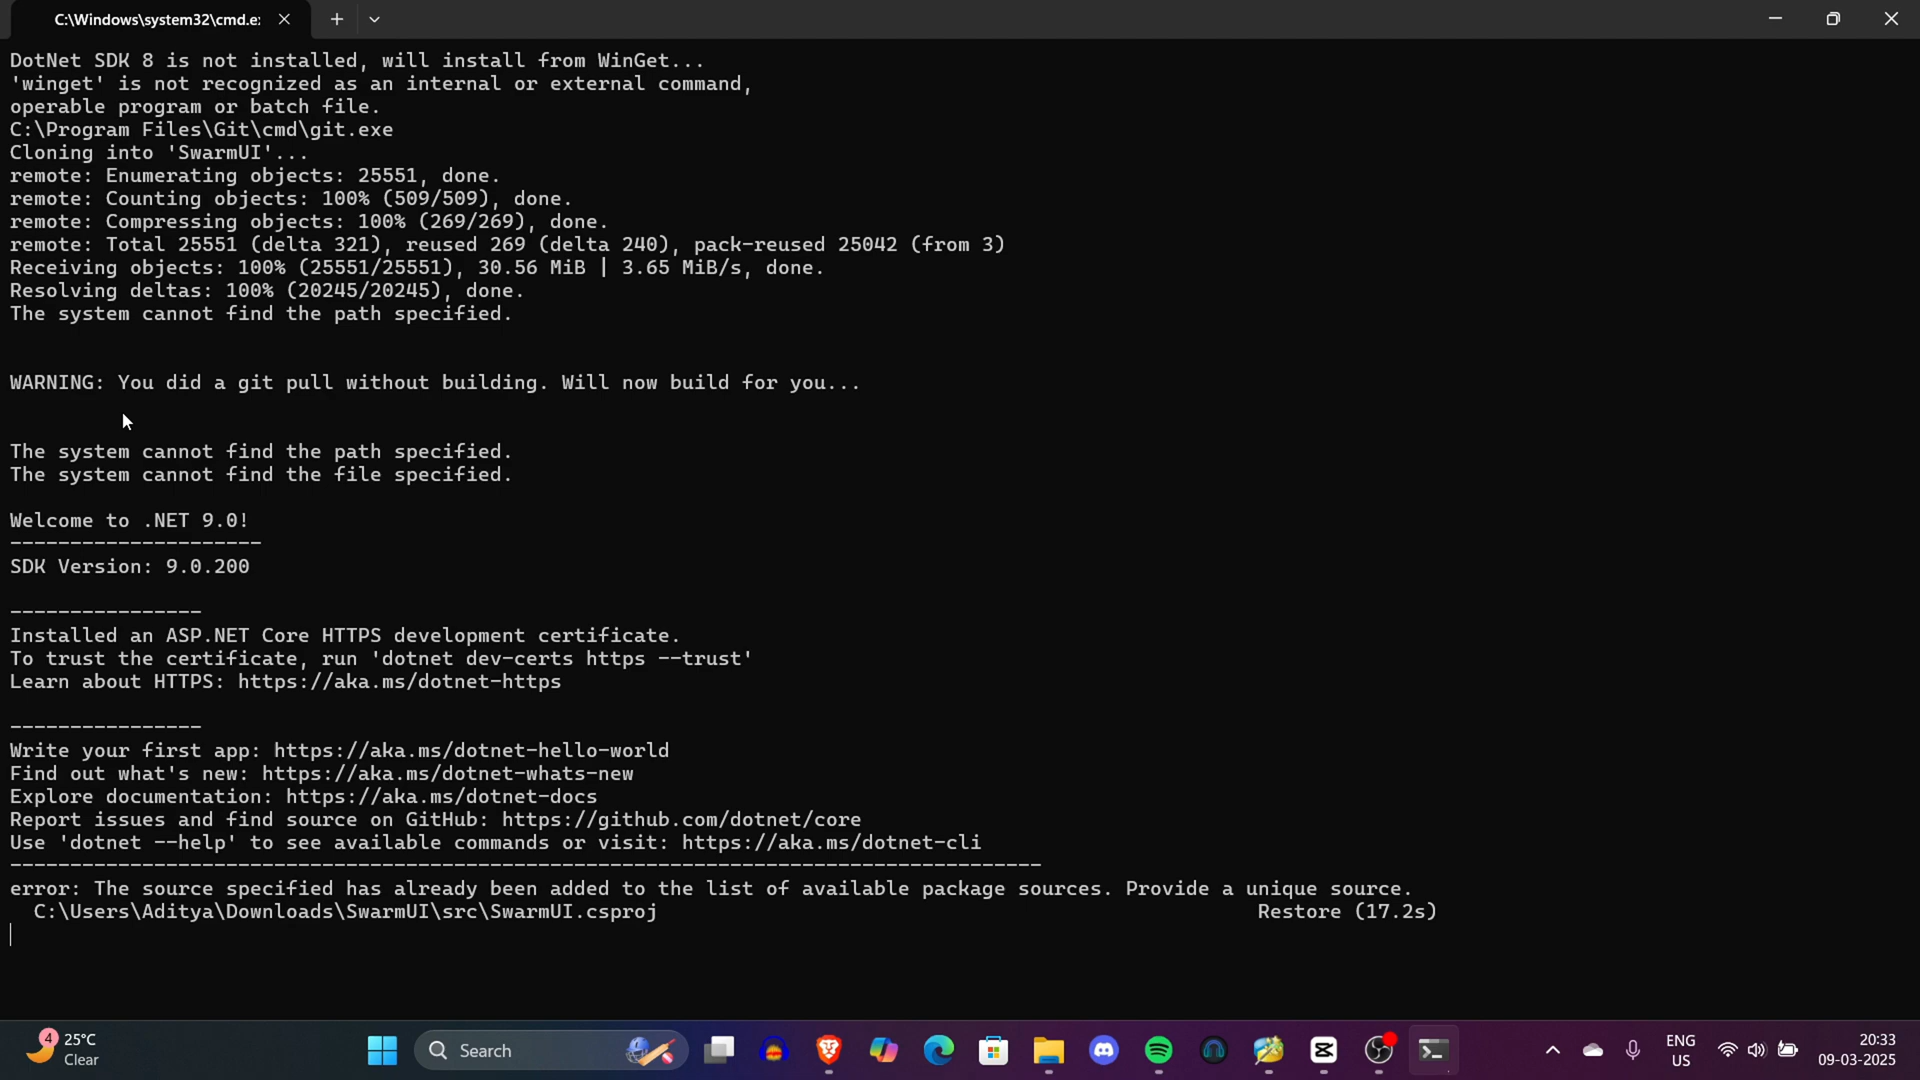 C:\Windows\system32\cmd.e:
DotNet SDK 8 is not installed, will install from WinGet...
'winget' is not recognized as an internal or external command,
operable program or batch file.
C:\Program Files\Git\cmd\git.exe
Cloning into 'SwarmUI'...
remote: Enumerating objects: 25551, done.
remote: Counting objects: 100% (509/509), done.
remote: Compressing objects: 100% (269/269), done.
remote: Total 25551 (delta 321), reused 269 (delta 240), pack-reused 25042 (from 3)
Receiving objects: 100% (25551/25551), 30.56 MiB | 3.65 MiB/s, done.
Resolving deltas: 100% (20245/20245), done.
The system cannot find the path specified.
WARNING: You did a git pull without building. Will now build for you...
The system cannot find the path specified.
The system cannot find the file specified.
Welcome to .NET 9.0!
---------------------
SDK Version: 9.0.200
----------------
Installed an ASP.NET Core HTTPS development certificate.
To trust the certificate, run 'dotnet dev-certs https --trust'
Learn about HTTPS: https://aka.ms/dotnet-https
----------------
Write your first app: https://aka.ms/dotnet-hello-world
Find out what's new: https://aka.ms/dotnet-whats-new
Explore documentation: https://aka.ms/dotnet-docs
Report issues and find source on GitHub: https://github.com/dotnet/core
Use 'dotnet --help' to see available commands or visit: https://aka.ms/dotnet-cli
--------------------------------------------------------------------------------------
error: The source specified has already been added to the list of available package sources. Provide a unique source.
C:\Users\Aditya\Downloads\SwarmUI\src\SwarmUI.csproj Restore (17.2s)
4
25°C
Clear
Search
ENG
US
20:33
09-03-2025